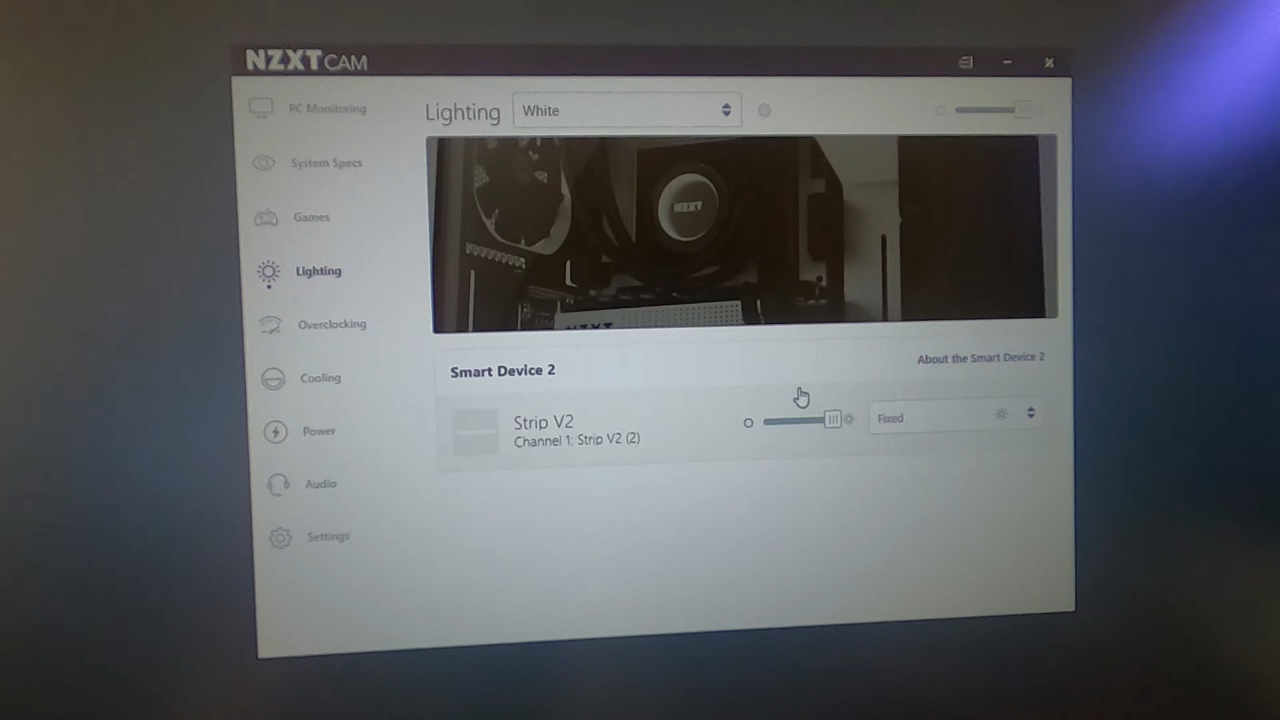 NZXT CAM
PC Monitoring
System Specs
Games
Lighting
Overclocking
Cooling
Power
Audio
Settings
Lighting
White
NZXT
NZXT
Smart Device 2
About the Smart Device 2
Strip V2
Channel 1: Strip V2 (2)
Fixed